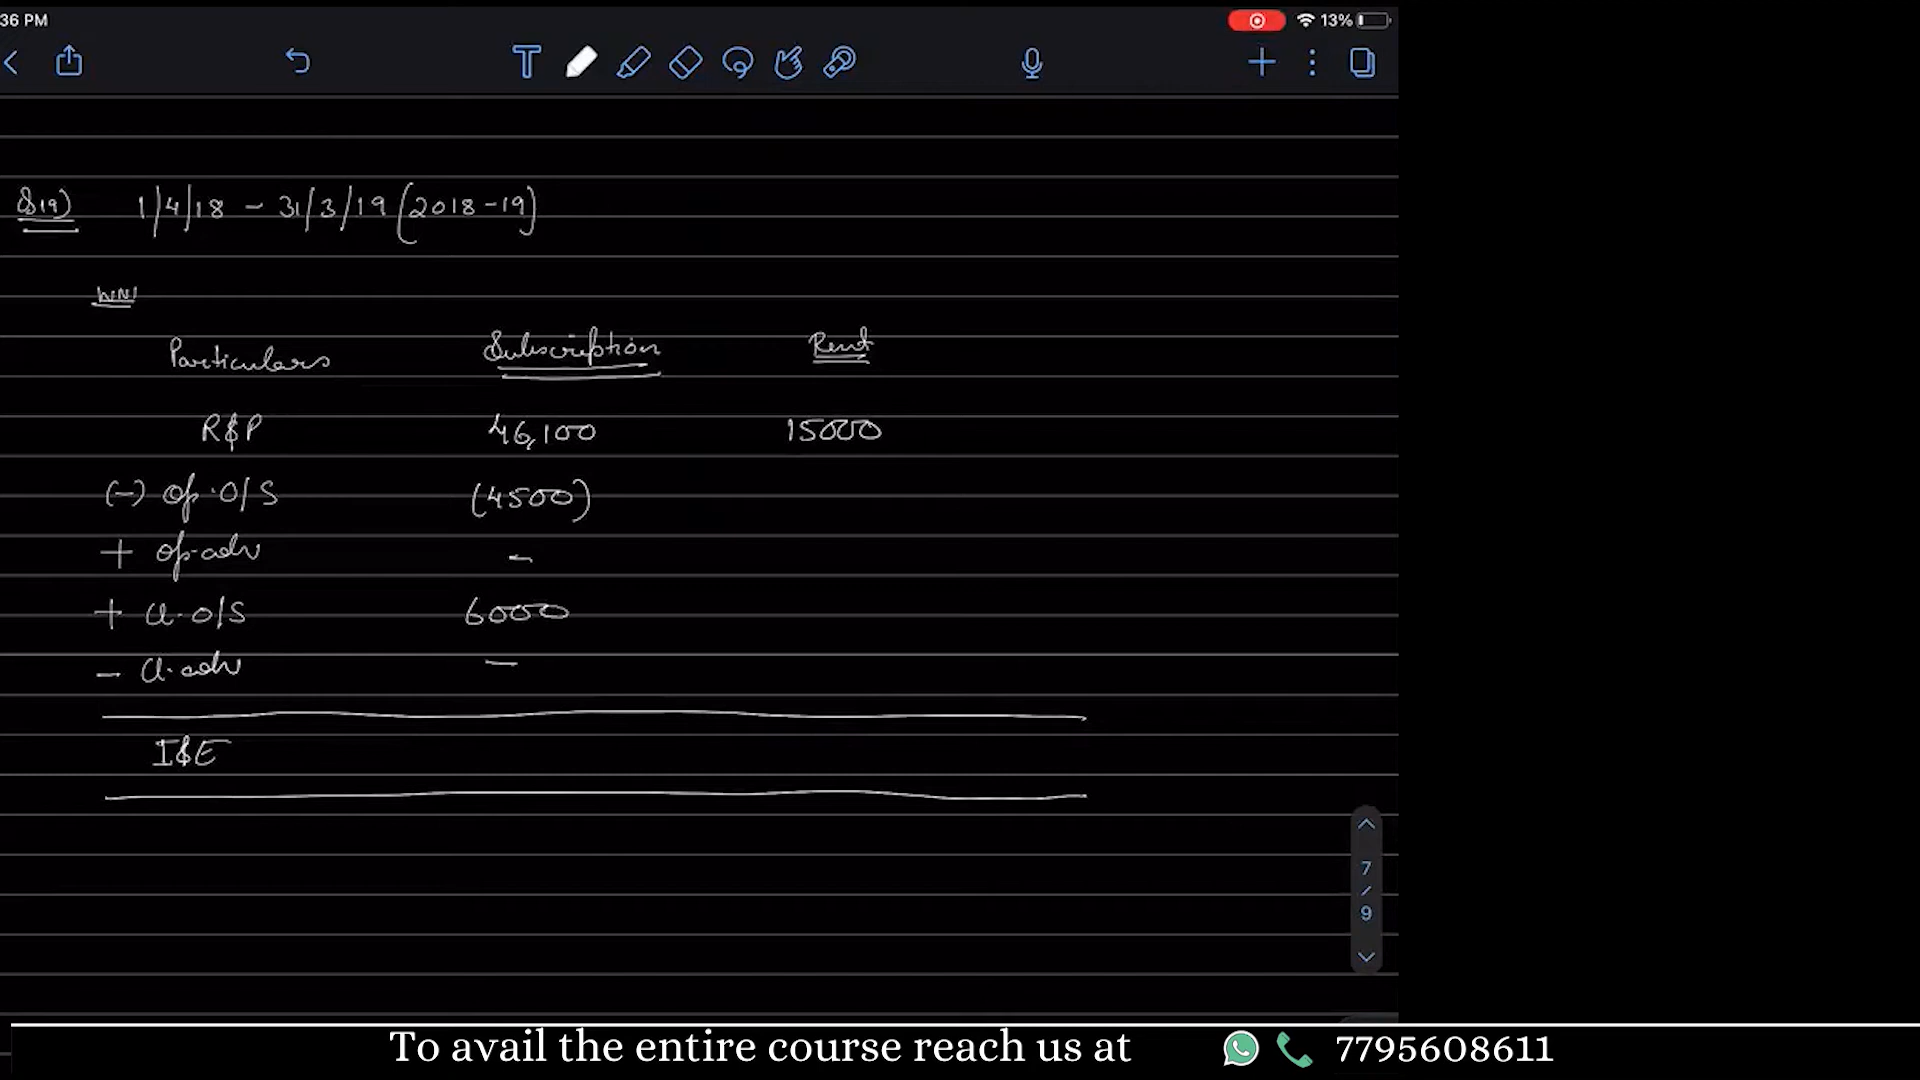 36 PM
13%
Q19) 1/4/18 - 31/3/19 (2018-19)
WN1
Particulars Subscription Rent
R&P 46,100 15000
(-) op. O/S (4500)
+ op. adv -
+ cl. O/S 6000
- cl. adv -
I&E
7
/
9
To avail the entire course reach us at 7795608611